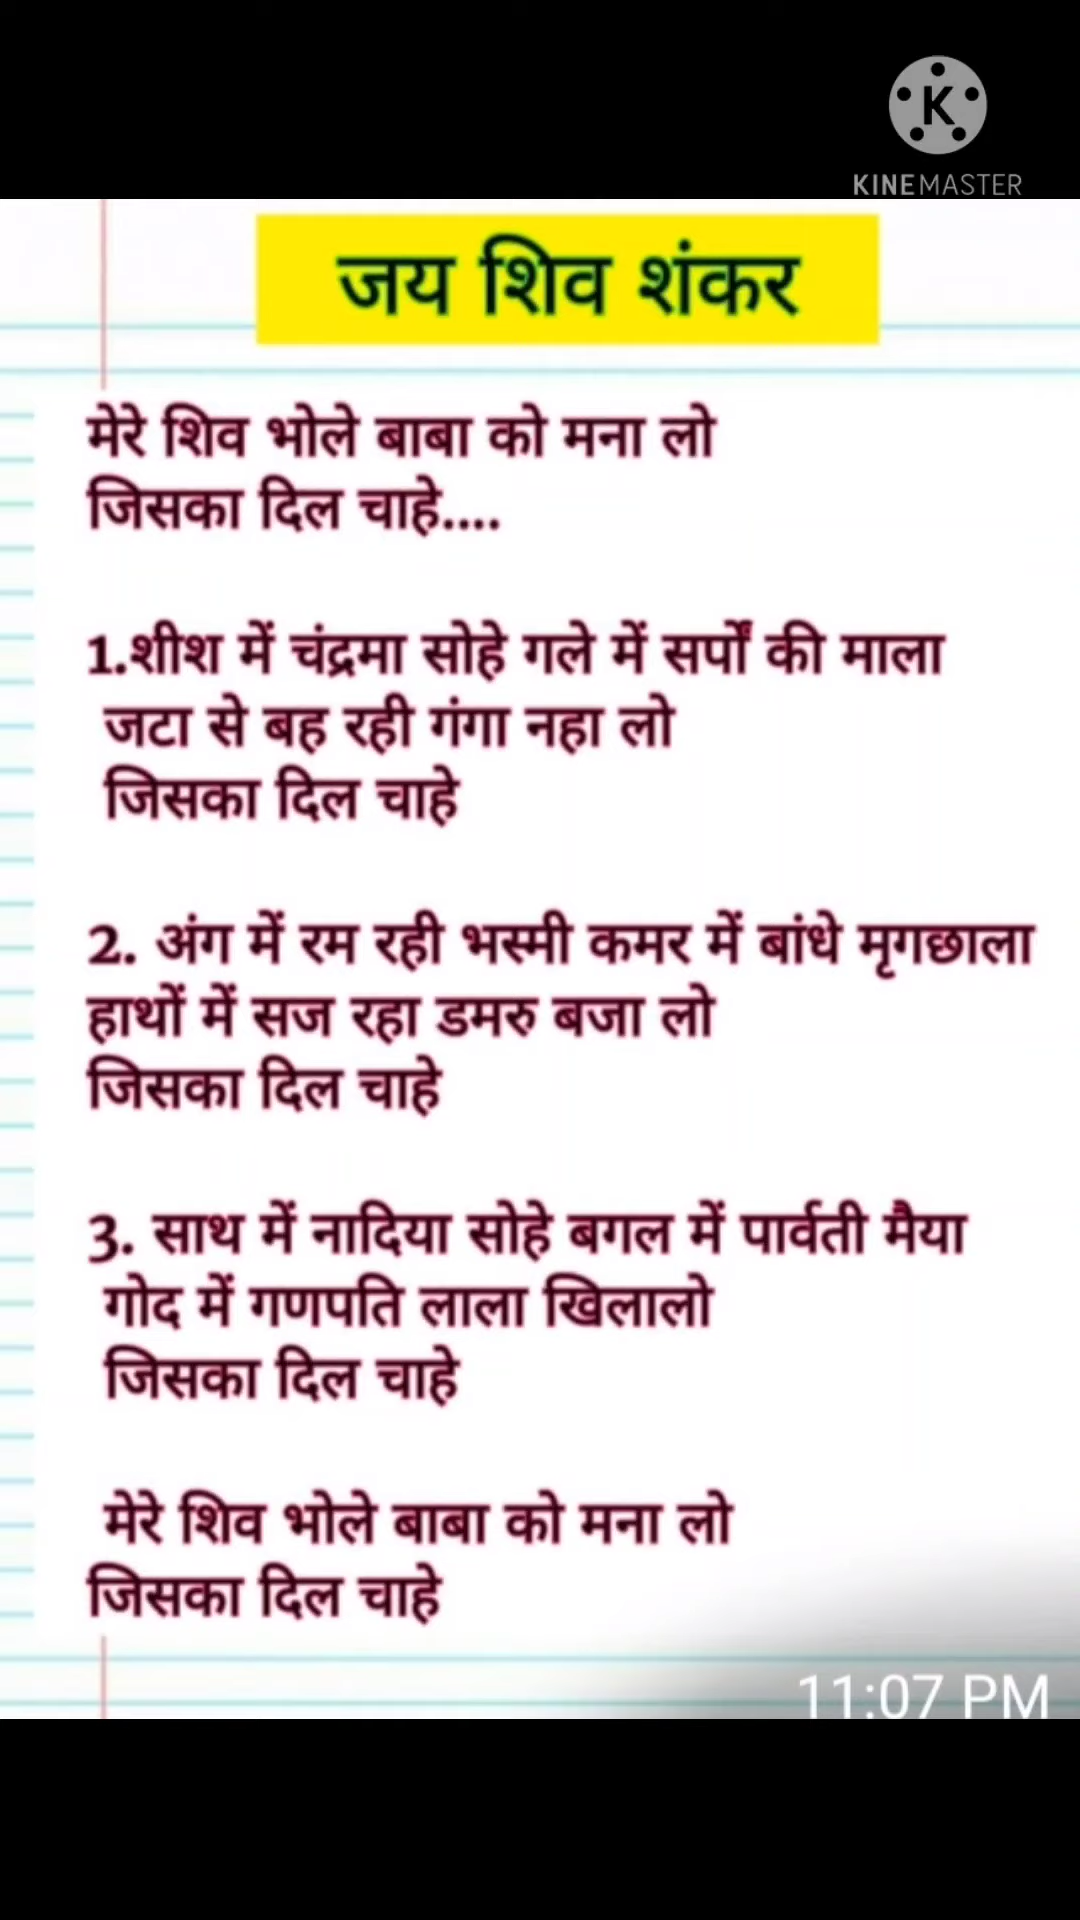 KINEMASTER
जय शिव शंकर
मेरे शिव भोले बाबा को मना लो
जिसका दिल चाहे....
1.शीश में चंद्रमा सोहे गले में सर्पों की माला
जटा से बह रही गंगा नहा लो
जिसका दिल चाहे
2. अंग में रम रही भस्मी कमर में बांधे मृगछाला
हाथों में सज रहा डमरु बजा लो
जिसका दिल चाहे
3. साथ में नादिया सोहे बगल में पार्वती मैया
गोद में गणपति लाला खिलालो
जिसका दिल चाहे
मेरे शिव भोले बाबा को मना लो
जिसका दिल चाहे
11:07 PM